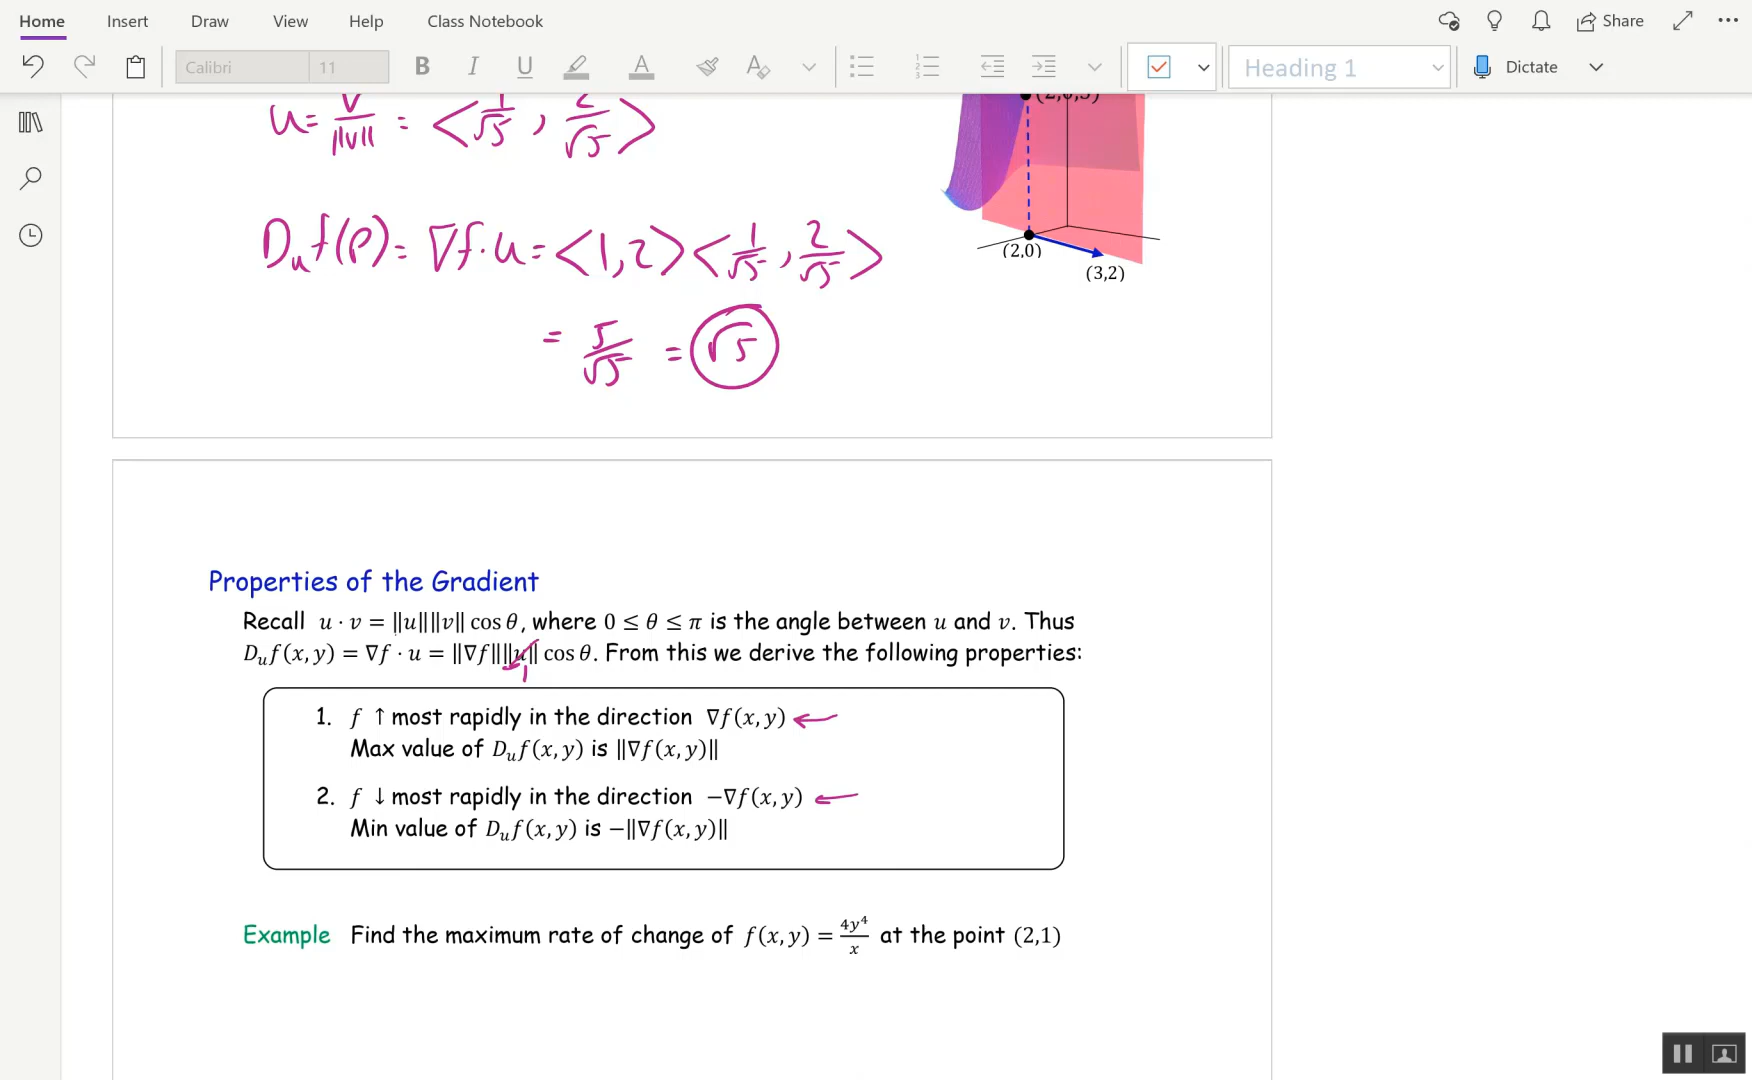 Home Insert Draw View Help Class Notebook Share
Calibri 11 B I U A A Heading 1 Dictate
u = v/‖v‖ = <1/√5, 2/√5>
(2,0)
(3,2)
D_u f(P) = ∇f · u = <1,2> <1/√5, 2/√5>
= 5/√5 = √5
Properties of the Gradient
Recall u · v = ‖u‖‖v‖ cos θ, where 0 ≤ θ ≤ π is the angle between u and v. Thus
D_u f(x, y) = ∇f · u = ‖∇f‖‖u‖ cos θ. From this we derive the following properties:
1
1. f ↑ most rapidly in the direction ∇f(x, y) ←
Max value of D_u f(x, y) is ‖∇f(x, y)‖
2. f ↓ most rapidly in the direction −∇f(x, y) ←
Min value of D_u f(x, y) is −‖∇f(x, y)‖
Example Find the maximum rate of change of f(x, y) = 4y⁴/x at the point (2,1)